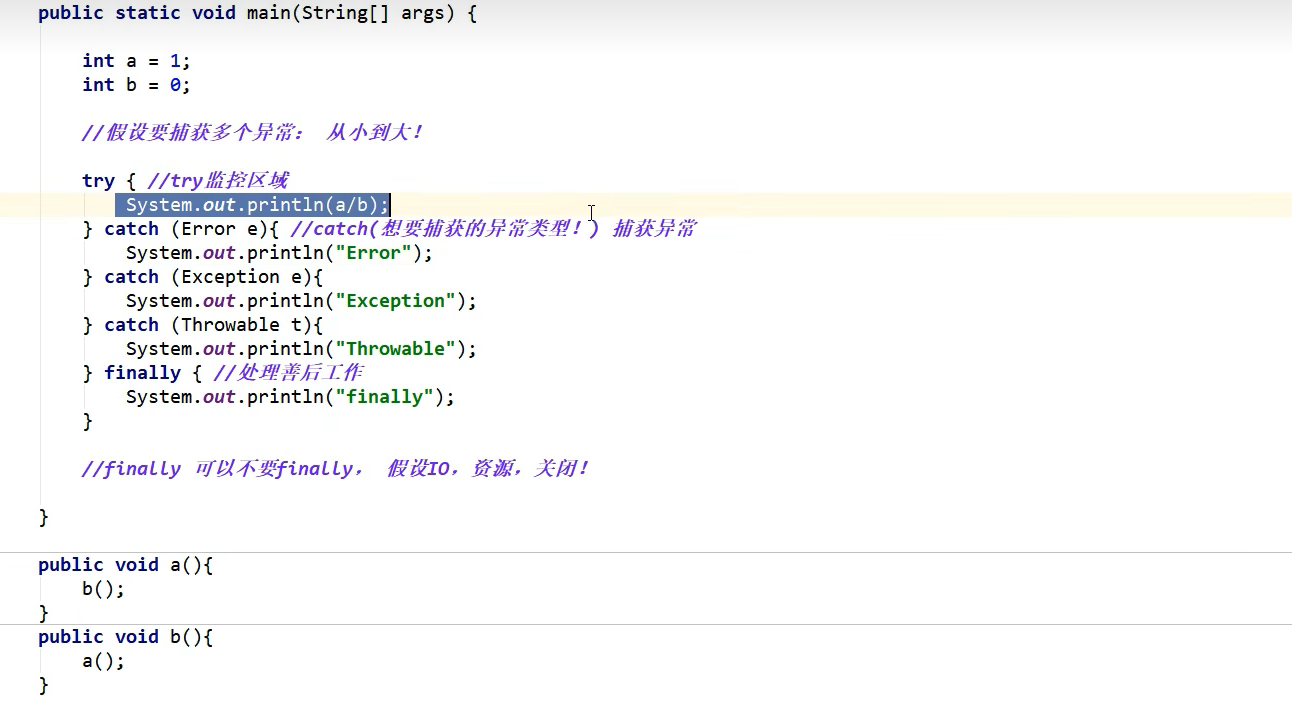 public static void main(String[] args) {
int a = 1;
int b = 0;
//假设要捕获多个异常： 从小到大！
try { //try监控区域
System.out.println(a/b);
} catch (Error e){ //catch(想要捕获的异常类型！) 捕获异常
System.out.println("Error");
} catch (Exception e){
System.out.println("Exception");
} catch (Throwable t){
System.out.println("Throwable");
} finally { //处理善后工作
System.out.println("finally");
}
//finally 可以不要finally， 假设IO，资源，关闭！
}
public void a(){
b();
}
public void b(){
a();
}